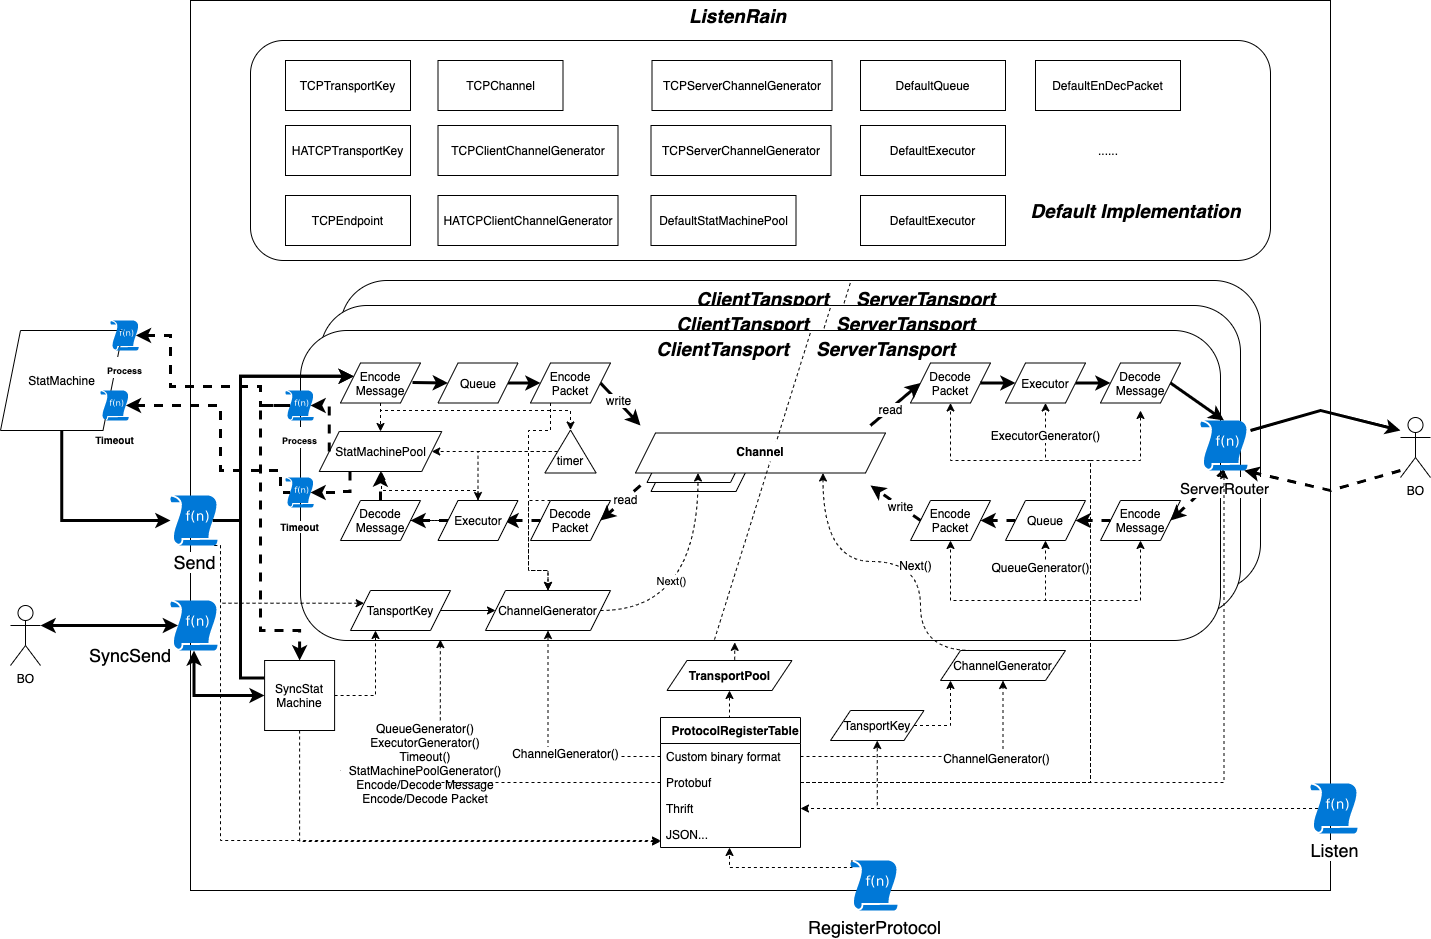 ListenRain
TCPTransportKey
TCPChannel
TCPServerChannelGenerator
DefaultQueue
DefaultEnDecPacket
HATCPTransportKey
TCPClientChannelGenerator
TCPServerChannelGenerator
DefaultExecutor
......
TCPEndpoint
HATCPClientChannelGenerator
DefaultStatMachinePool
DefaultExecutor
Default Implementation
ClientTansport
ServerTansport
ClientTansport
ServerTansport
ClientTansport
ServerTansport
f(n)
Process
StatMachine
f(n)
Timeout
Encode
Message
Queue
Encode
Packet
write
f(n)
Process
StatMachinePool
timer
Channel
read
Decode
Packet
Executor
Decode
Message
ExecutorGenerator()
f(n)
ServerRouter
BO
f(n)
Timeout
Decode
Message
Executor
Decode
Packet
read
write
Encode
Packet
Queue
Encode
Message
QueueGenerator()
f(n)
Send
Next()
Next()
TansportKey
ChannelGenerator
BO
f(n)
SyncSend
SyncStat
Machine
TransportPool
ChannelGenerator
TansportKey
QueueGenerator()
ExecutorGenerator()
Timeout()
StatMachinePoolGenerator()
Encode/Decode Message
Encode/Decode Packet
ChannelGenerator()
ProtocolRegisterTable
Custom binary format
Protobuf
Thrift
JSON...
ChannelGenerator()
f(n)
Listen
f(n)
RegisterProtocol